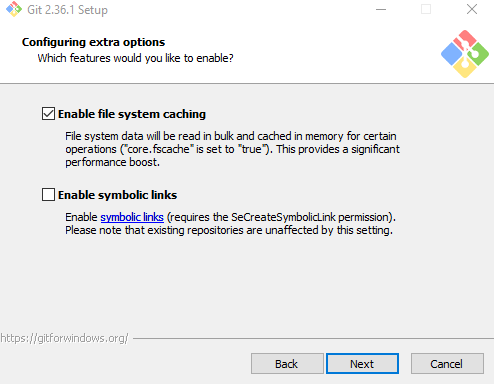 Git 2.36.1 Setup
Configuring extra options
Which features would you like to enable?
Enable file system caching
File system data will be read in bulk and cached in memory for certain
operations ("core.fscache" is set to "true"). This provides a significant
performance boost.
Enable symbolic links
Enable symbolic links (requires the SeCreateSymbolicLink permission).
Please note that existing repositories are unaffected by this setting.
https://gitforwindows.org/
Back Next Cancel